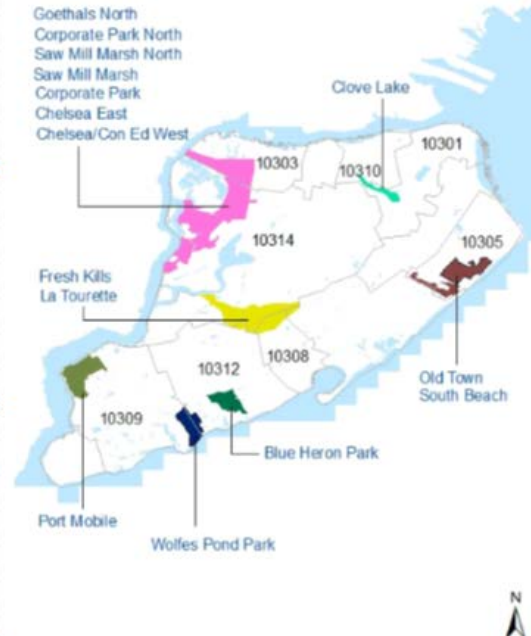 Goethals North
Corporate Park North
Saw Mill Marsh North
Saw Mill Marsh
Corporate Park
Chelsea East
Chelsea/Con Ed West
Clove Lake
10301
10303
10310
10314
10305
Fresh Kills
La Tourette
10312
10308
Old Town
South Beach
10309
Blue Heron Park
Port Mobile
Wolfes Pond Park
N